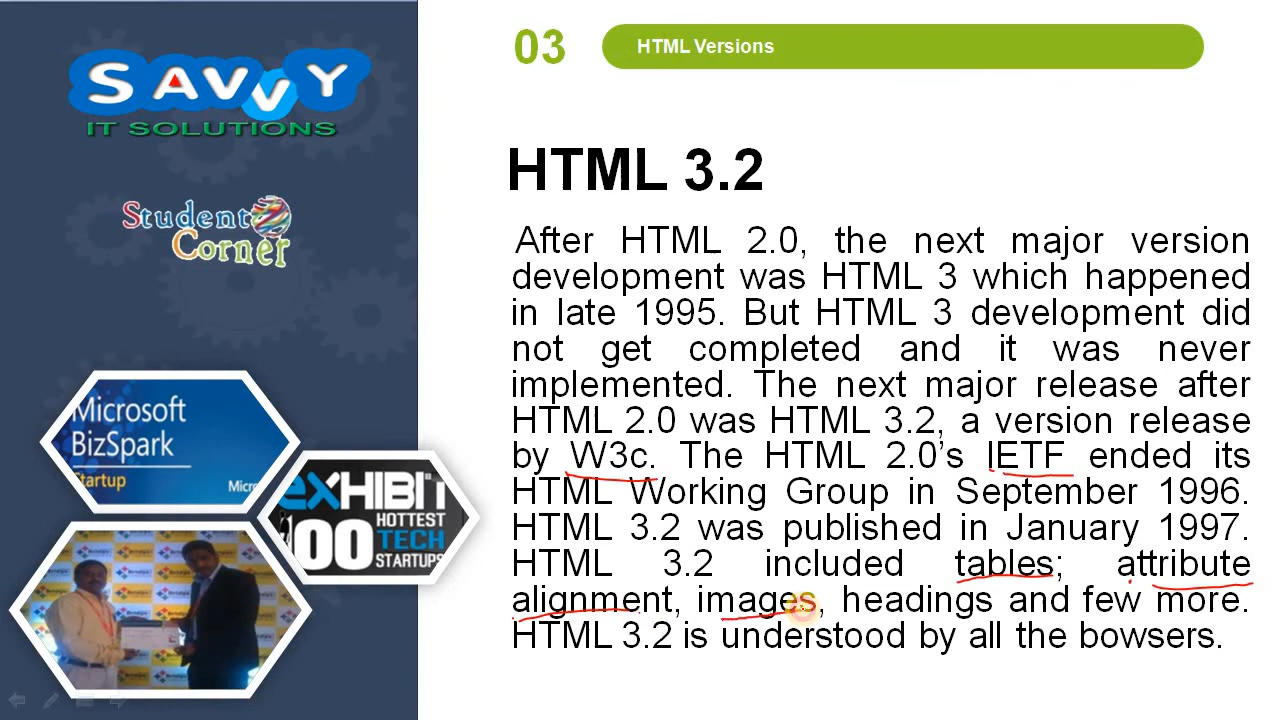 03
HTML Versions
SAVVY
IT SOLUTIONS
Student
Corner
HTML 3.2
After HTML 2.0, the next major version
development was HTML 3 which happened
in late 1995. But HTML 3 development did
not get completed and it was never
implemented. The next major release after
HTML 2.0 was HTML 3.2, a version release
by W3c. The HTML 2.0's IETF ended its
HTML Working Group in September 1996.
HTML 3.2 was published in January 1997.
HTML 3.2 included tables; attribute
alignment, images, headings and few more.
HTML 3.2 is understood by all the bowsers.
Microsoft
BizSpark
Startup
Micr
eXHIBIT
100
HOTTEST
TECH
STARTUPS